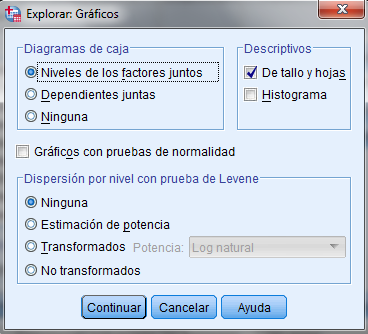 Explorar: Gráficos
Diagramas de caja
Niveles de los factores juntos
Dependientes juntas
Ninguna
Descriptivos
De tallo y hojas
Histograma
Gráficos con pruebas de normalidad
Dispersión por nivel con prueba de Levene
Ninguna
Estimación de potencia
Transformados Potencia: Log natural
No transformados
Continuar Cancelar Ayuda